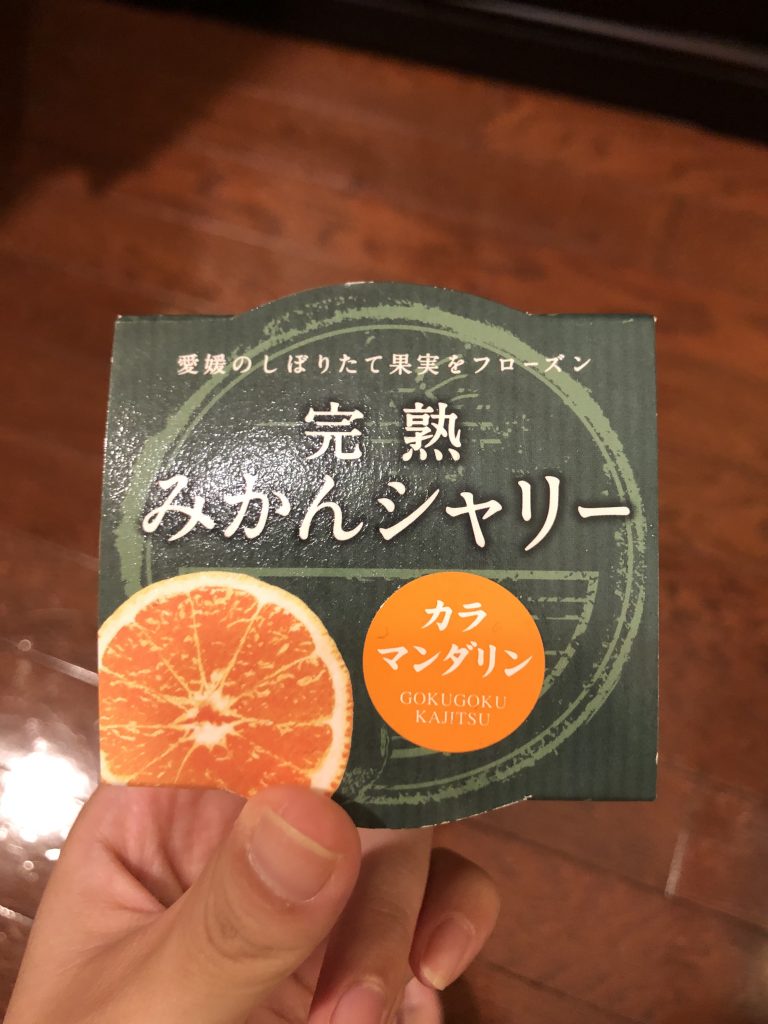 愛媛のしぼりたて果実をフローズン
完熟
みかんシャリー
カラ
マンダリン
GOKUGOKU
KAJITSU